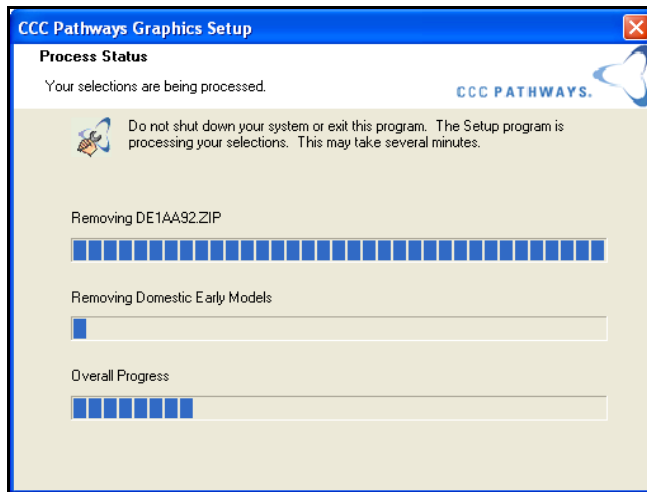 CCC Pathways Graphics Setup
Process Status
Your selections are being processed.
CCC PATHWAYS.
Do not shut down your system or exit this program. The Setup program is
processing your selections. This may take several minutes.
Removing DE1AA92.ZIP
Removing Domestic Early Models
Overall Progress